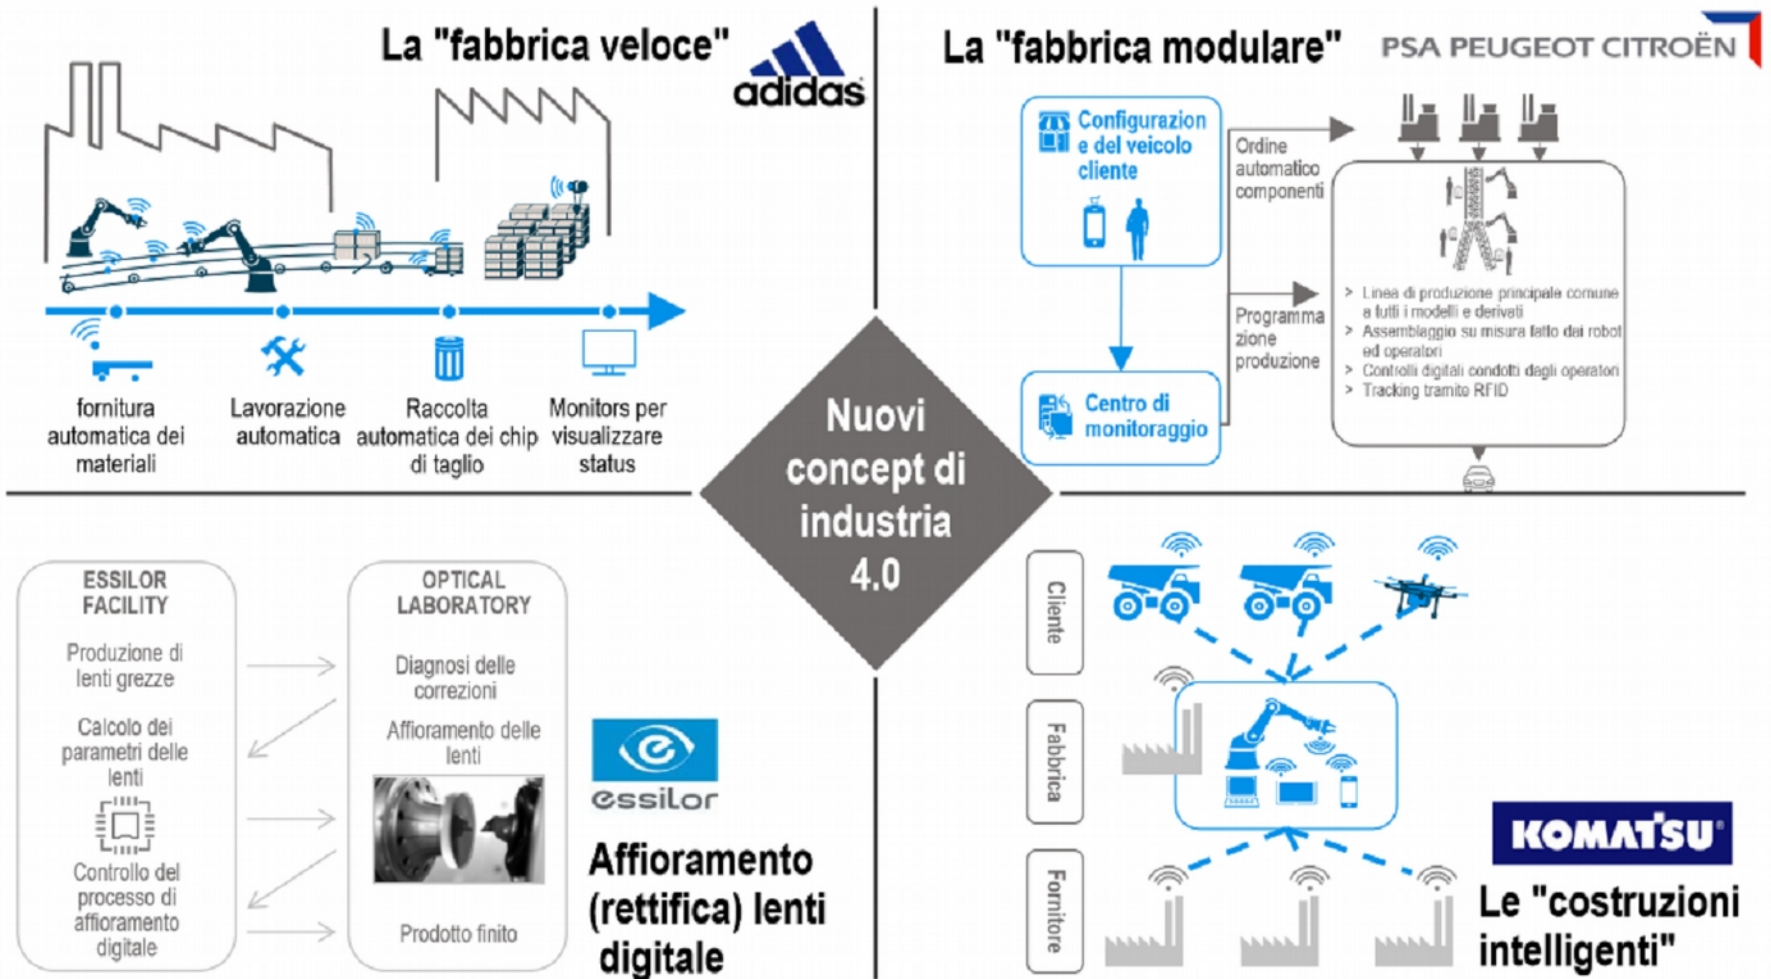 La "fabbrica veloce"
adidas
fornitura
automatica dei
materiali
Lavorazione
automatica
Raccolta
automatica dei chip
di taglio
Monitors per
visualizzare
status
La "fabbrica modulare"
PSA PEUGEOT CITROËN
Configurazion
e del veicolo
cliente
Ordine
automatico
componenti
Programma
zione
produzione
Centro di
monitoraggio
> Linea di produzione principale comune
a tutti i modelli e derivati
> Assemblaggio su misura fatto dai robot
ed operatori
> Controlli digitali condotti dagli operatori
> Tracking tramite RFID
Nuovi
concept di
industria
4.0
ESSILOR
FACILITY
Produzione di
lenti grezze
Calcolo dei
parametri delle
lenti
Controllo del
processo di
affioramento
digitale
OPTICAL
LABORATORY
Diagnosi delle
correzioni
Affioramento delle
lenti
Prodotto finito
essilor
Affioramento
(rettifica) lenti
digitale
Cliente
Fabbrica
Fornitore
KOMATSU
Le "costruzioni
intelligenti"